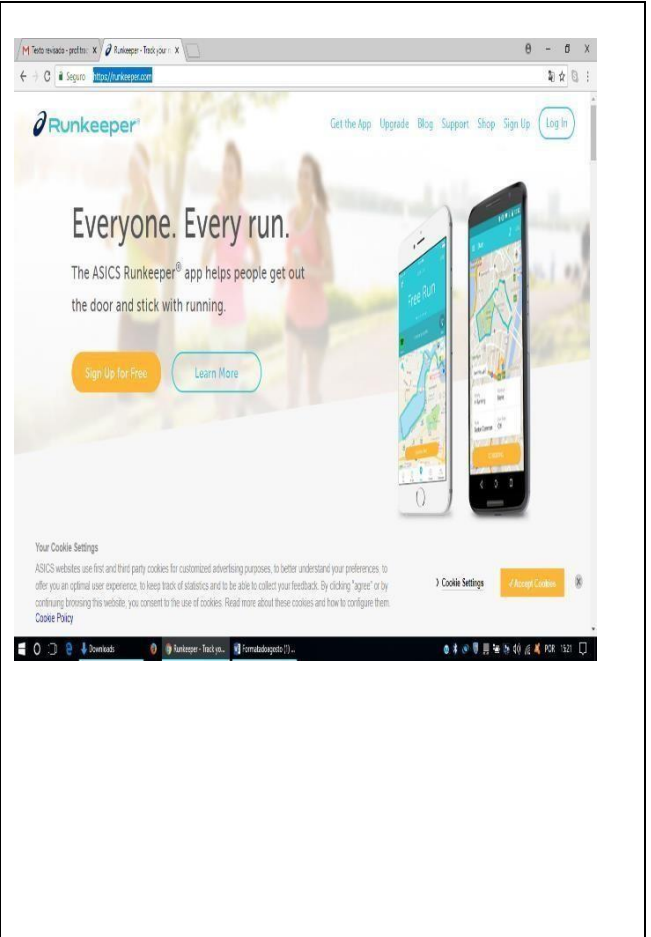 Texto revisado - prof.trac X
Runkeeper - Track your r X
Seguro
https://runkeeper.com
Runkeeper
Get the App Upgrade Blog Support Shop Sign Up Log In
Everyone. Every run.
The ASICS Runkeeper® app helps people get out
the door and stick with running.
Sign Up for Free Learn More
Free Run
Your Cookie Settings
ASICS websites use first and third party cookies for customized advertising purposes, to better understand your preferences, to
offer you an optimal user experience, to keep track of statistics and to be able to collect your feedback. By clicking "agree" or by
continuing browsing this website, you consent to the use of cookies. Read more about these cookies and how to configure them.
Cookie Policy
> Cookie Settings
✓Accept Cookies
Downloads Runkeeper - Track yo... Formatadoagesto (1) ...
POR 15:21